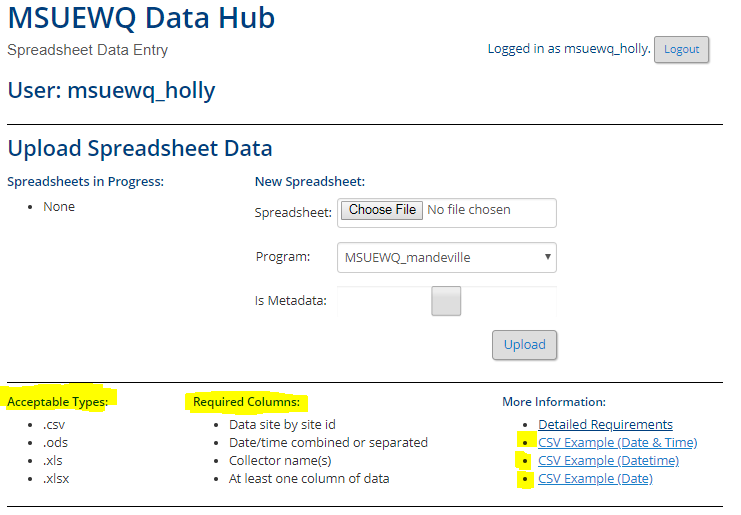 MSUEWQ Data Hub
Spreadsheet Data Entry
Logged in as msuewq_holly. Logout
User: msuewq_holly
Upload Spreadsheet Data
Spreadsheets in Progress:
None
New Spreadsheet:
Spreadsheet: Choose File No file chosen
Program: MSUEWQ_mandeville
Is Metadata:
Upload
Acceptable Types:
.csv
.ods
.xls
.xlsx
Required Columns:
Data site by site id
Date/time combined or separated
Collector name(s)
At least one column of data
More Information:
Detailed Requirements
CSV Example (Date & Time)
CSV Example (Datetime)
CSV Example (Date)